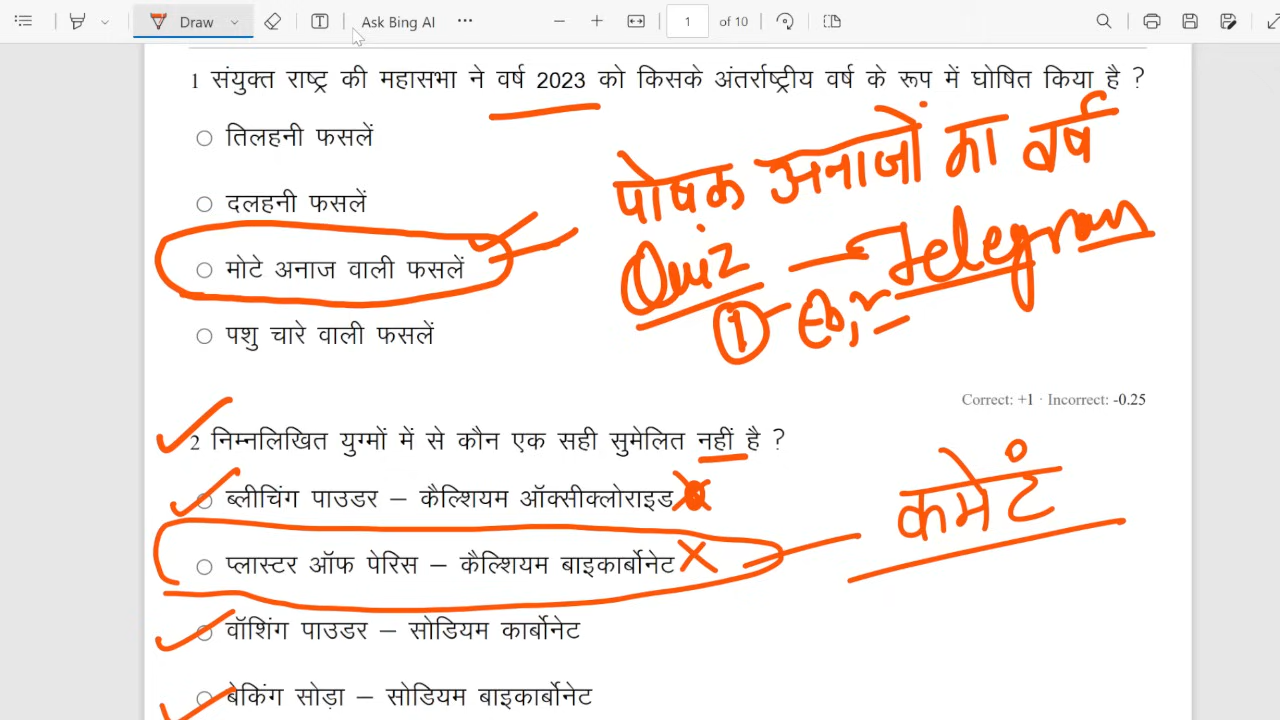 Draw
Ask Bing AI
1 of 10
1 संयुक्त राष्ट्र की महासभा ने वर्ष 2023 को किसके अंतर्राष्ट्रीय वर्ष के रूप में घोषित किया है ?
तिलहनी फसलें
पोषक अनाजों का वर्ष
दलहनी फसलें
Quiz - Telegram
मोटे अनाज वाली फसलें
1
पशु चारे वाली फसलें
Correct: +1 · Incorrect: -0.25
2 निम्नलिखित युग्मों में से कौन एक सही सुमेलित नहीं है ?
ब्लीचिंग पाउडर – कैल्शियम ऑक्सीक्लोराइड
कमेटं
प्लास्टर ऑफ पेरिस – कैल्शियम बाइकार्बोनेट
वॉशिंग पाउडर – सोडियम कार्बोनेट
बेकिंग सोड़ा – सोडियम बाइकार्बोनेट